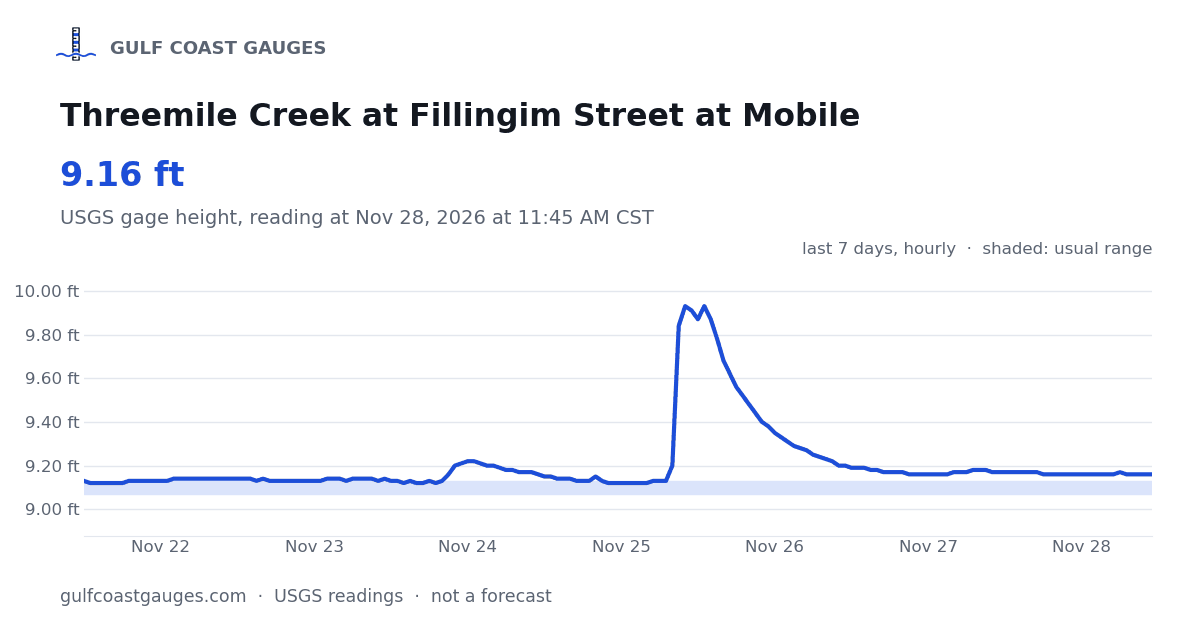 GULF COAST GAUGES
Threemile Creek at Fillingim Street at Mobile
9.16 ft
USGS gage height, reading at Nov 28, 2026 at 11:45 AM CST
last 7 days, hourly · shaded: usual range
10.00 ft
9.80 ft
9.60 ft
9.40 ft
9.20 ft
9.00 ft
Nov 22 Nov 23 Nov 24 Nov 25 Nov 26 Nov 27 Nov 28
gulfcoastgauges.com · USGS readings · not a forecast